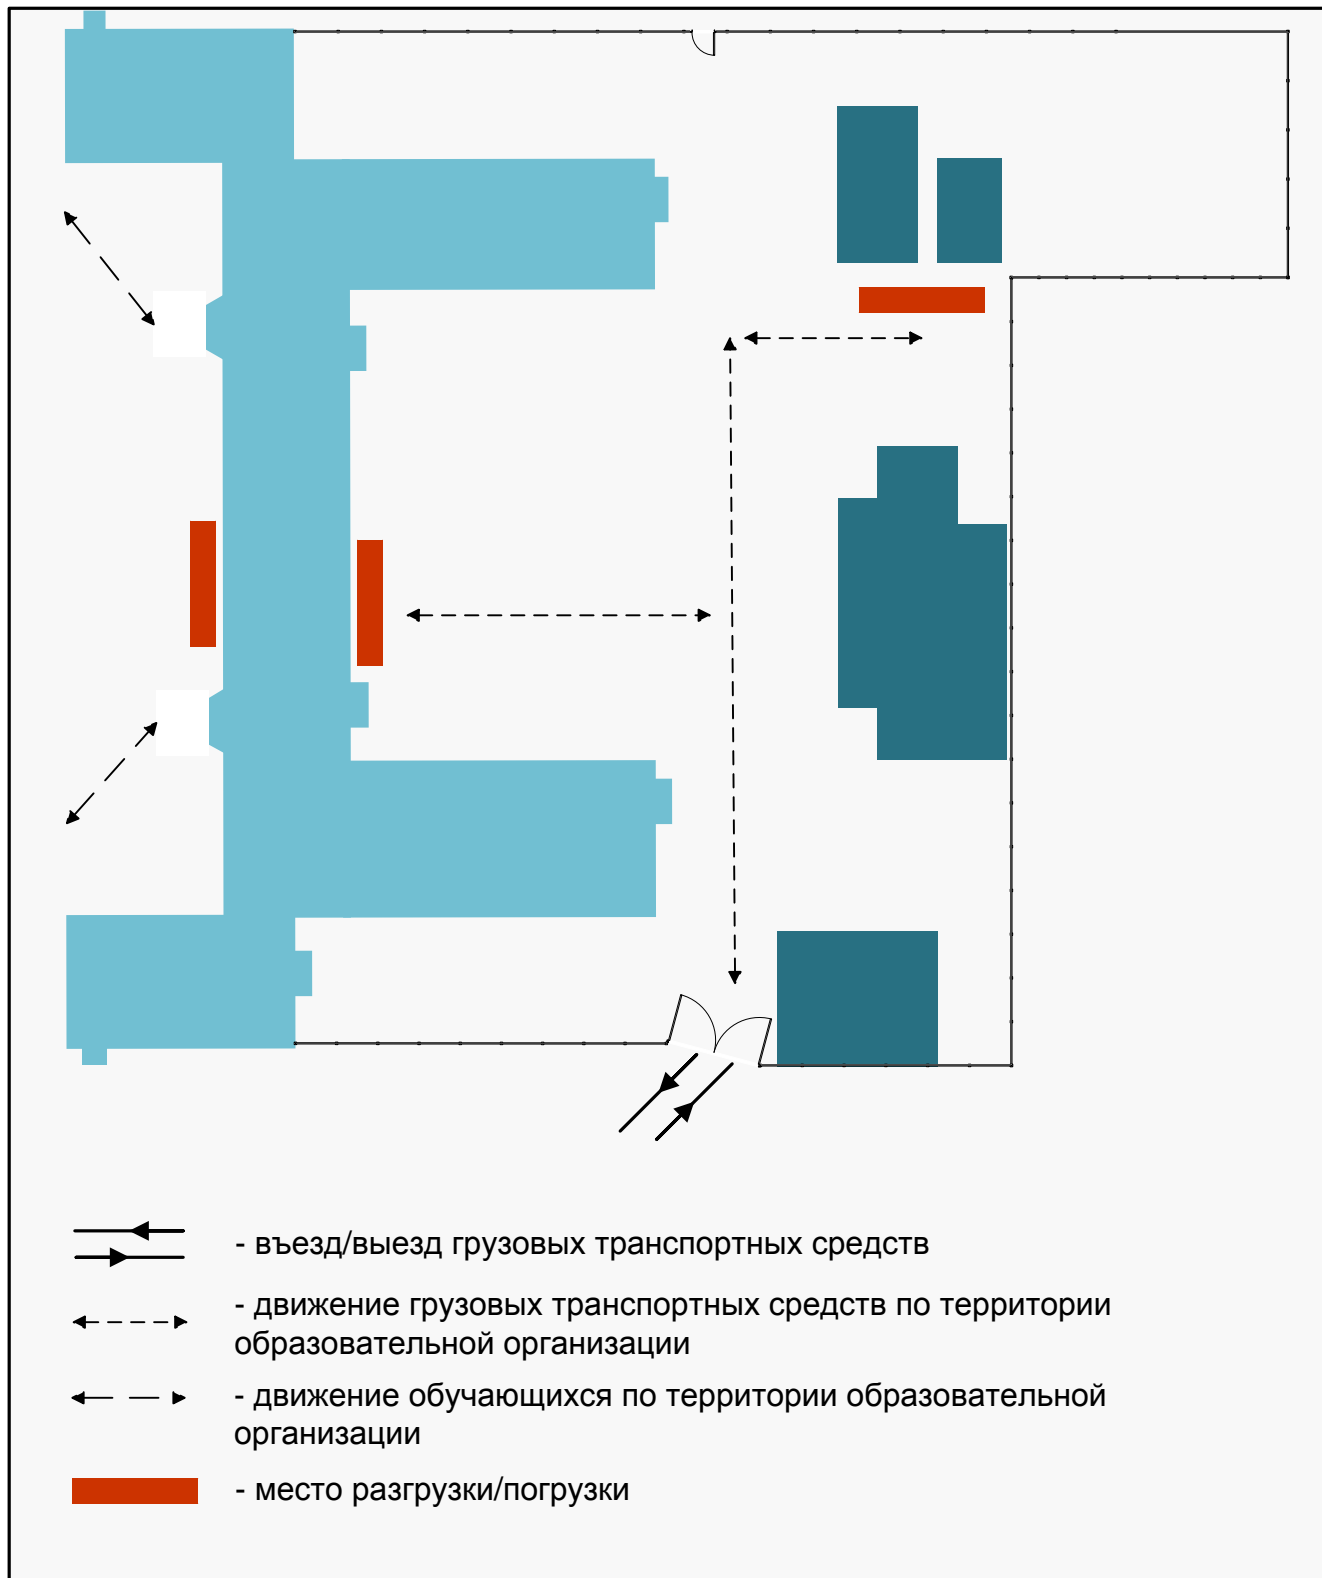 - въезд/выезд грузовых транспортных средств
- движение грузовых транспортных средств по территории
образовательной организации
- движение обучающихся по территории образовательной
организации
- место разгрузки/погрузки